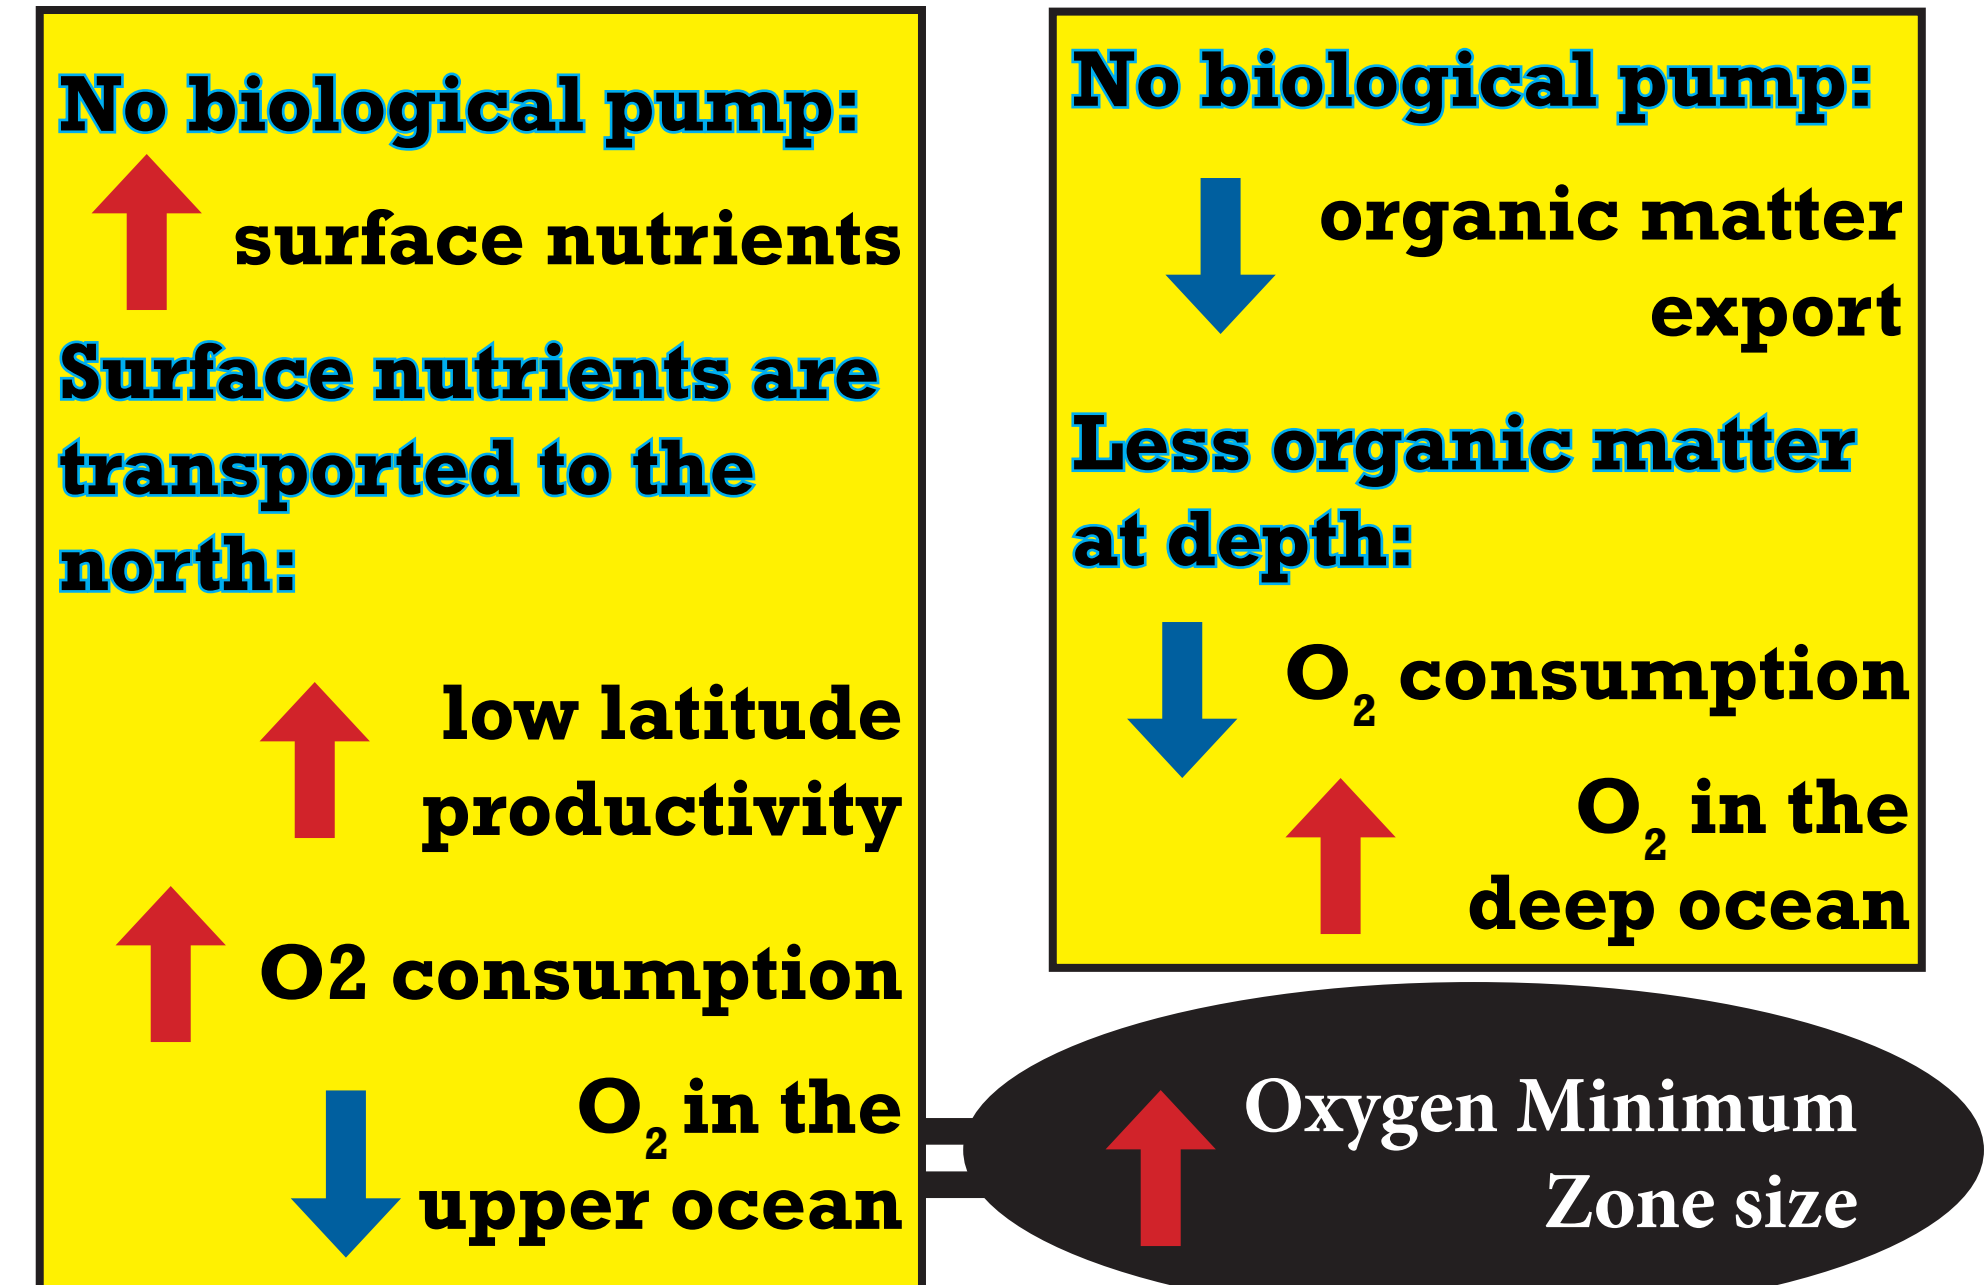 No biological pump:
surface nutrients
Surface nutrients are
transported to the
north:
low latitude
productivity
O2 consumption
O₂ in the
upper ocean
No biological pump:
organic matter
export
Less organic matter
at depth:
O₂ consumption
O₂ in the
deep ocean
Oxygen Minimum
Zone size